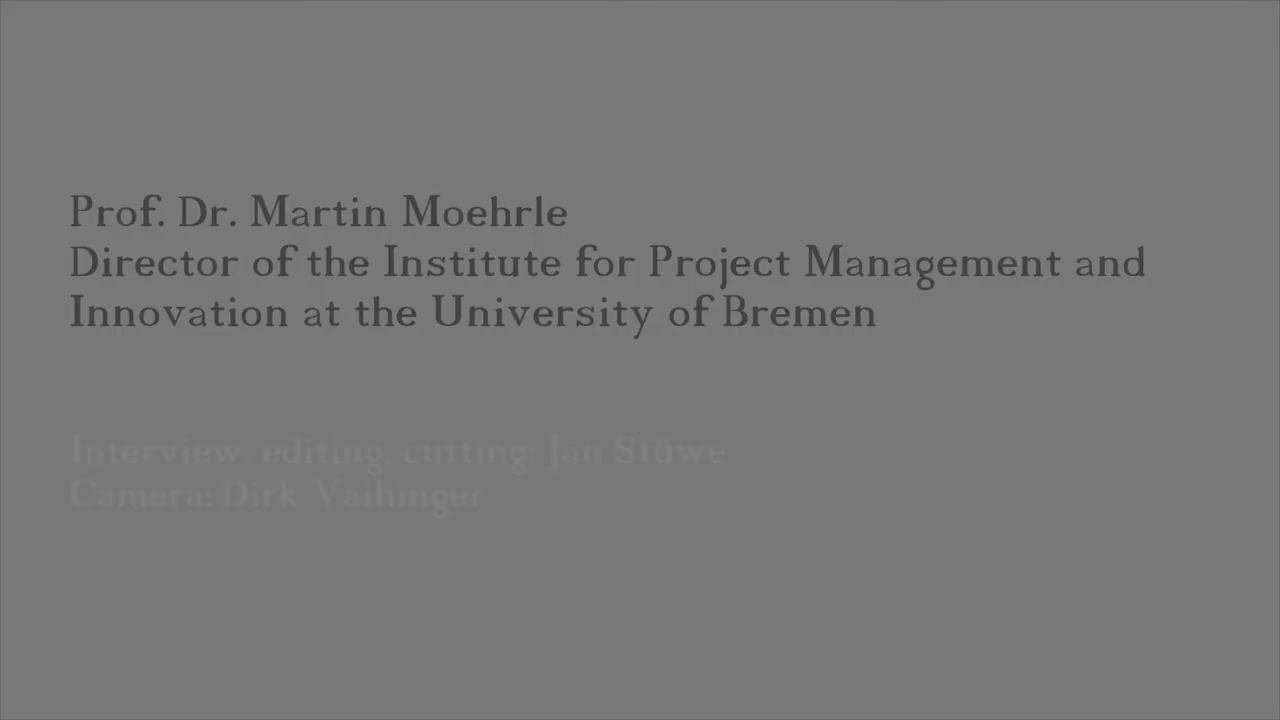 Prof. Dr. Martin Moehrle
Director of the Institute for Project Management and
Innovation at the University of Bremen
Interview, editing, cutting: Jan Stüwe
Camera: Dirk Vaihinger